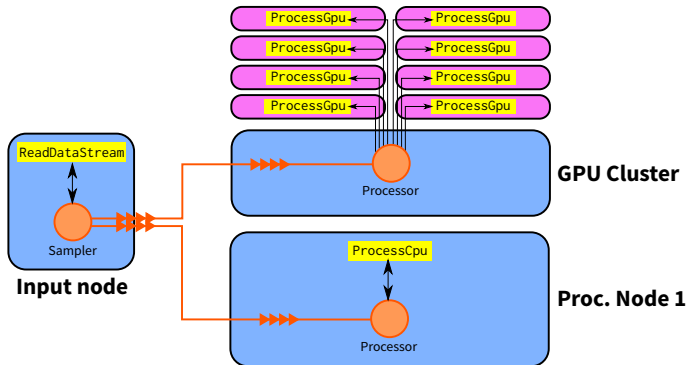 ProcessGpu ProcessGpu
ProcessGpu ProcessGpu
ProcessGpu ProcessGpu
ProcessGpu ProcessGpu
ReadDataStream
Processor
GPU Cluster
Sampler
Input node
ProcessCpu
Proc. Node 1
Processor